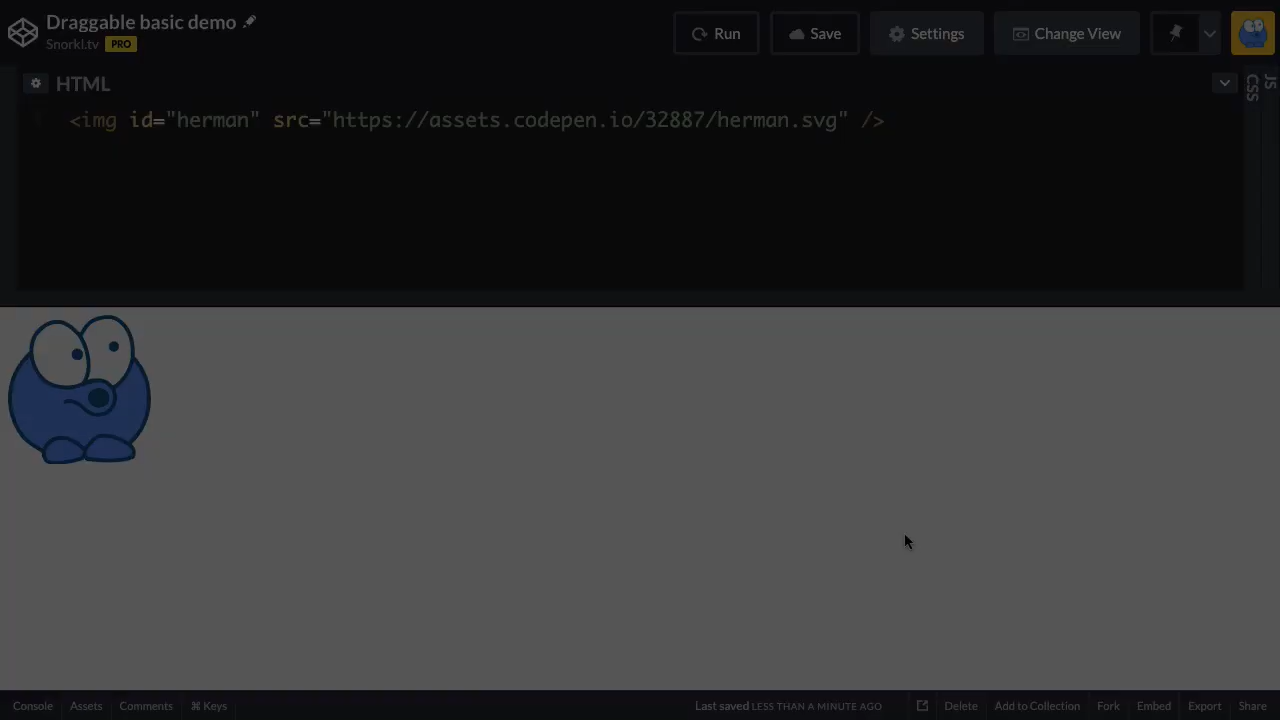 Draggable basic demo
Snorkl.tv PRO
Run
Save
Settings
Change View
HTML
CSS
JS
<img id="herman" src="https://assets.codepen.io/32887/herman.svg" />
Console
Assets
Comments
⌘ Keys
Last saved LESS THAN A MINUTE AGO
Delete
Add to Collection
Fork
Embed
Export
Share